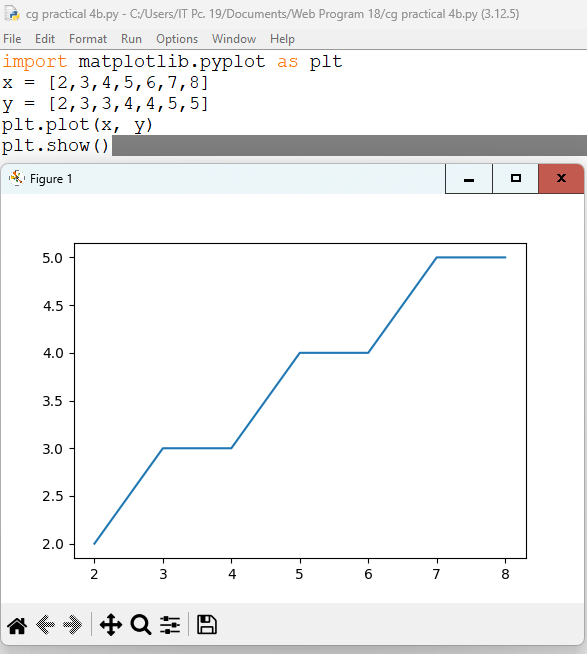 cg practical 4b.py - C:/Users/IT Pc. 19/Documents/Web Program 18/cg practical 4b.py (3.12.5)
File Edit Format Run Options Window Help
import matplotlib.pyplot as plt
x = [2,3,4,5,6,7,8]
y = [2,3,3,4,4,5,5]
plt.plot(x, y)
plt.show()
Figure 1
5.0
4.5
4.0
3.5
3.0
2.5
2.0
2 3 4 5 6 7 8